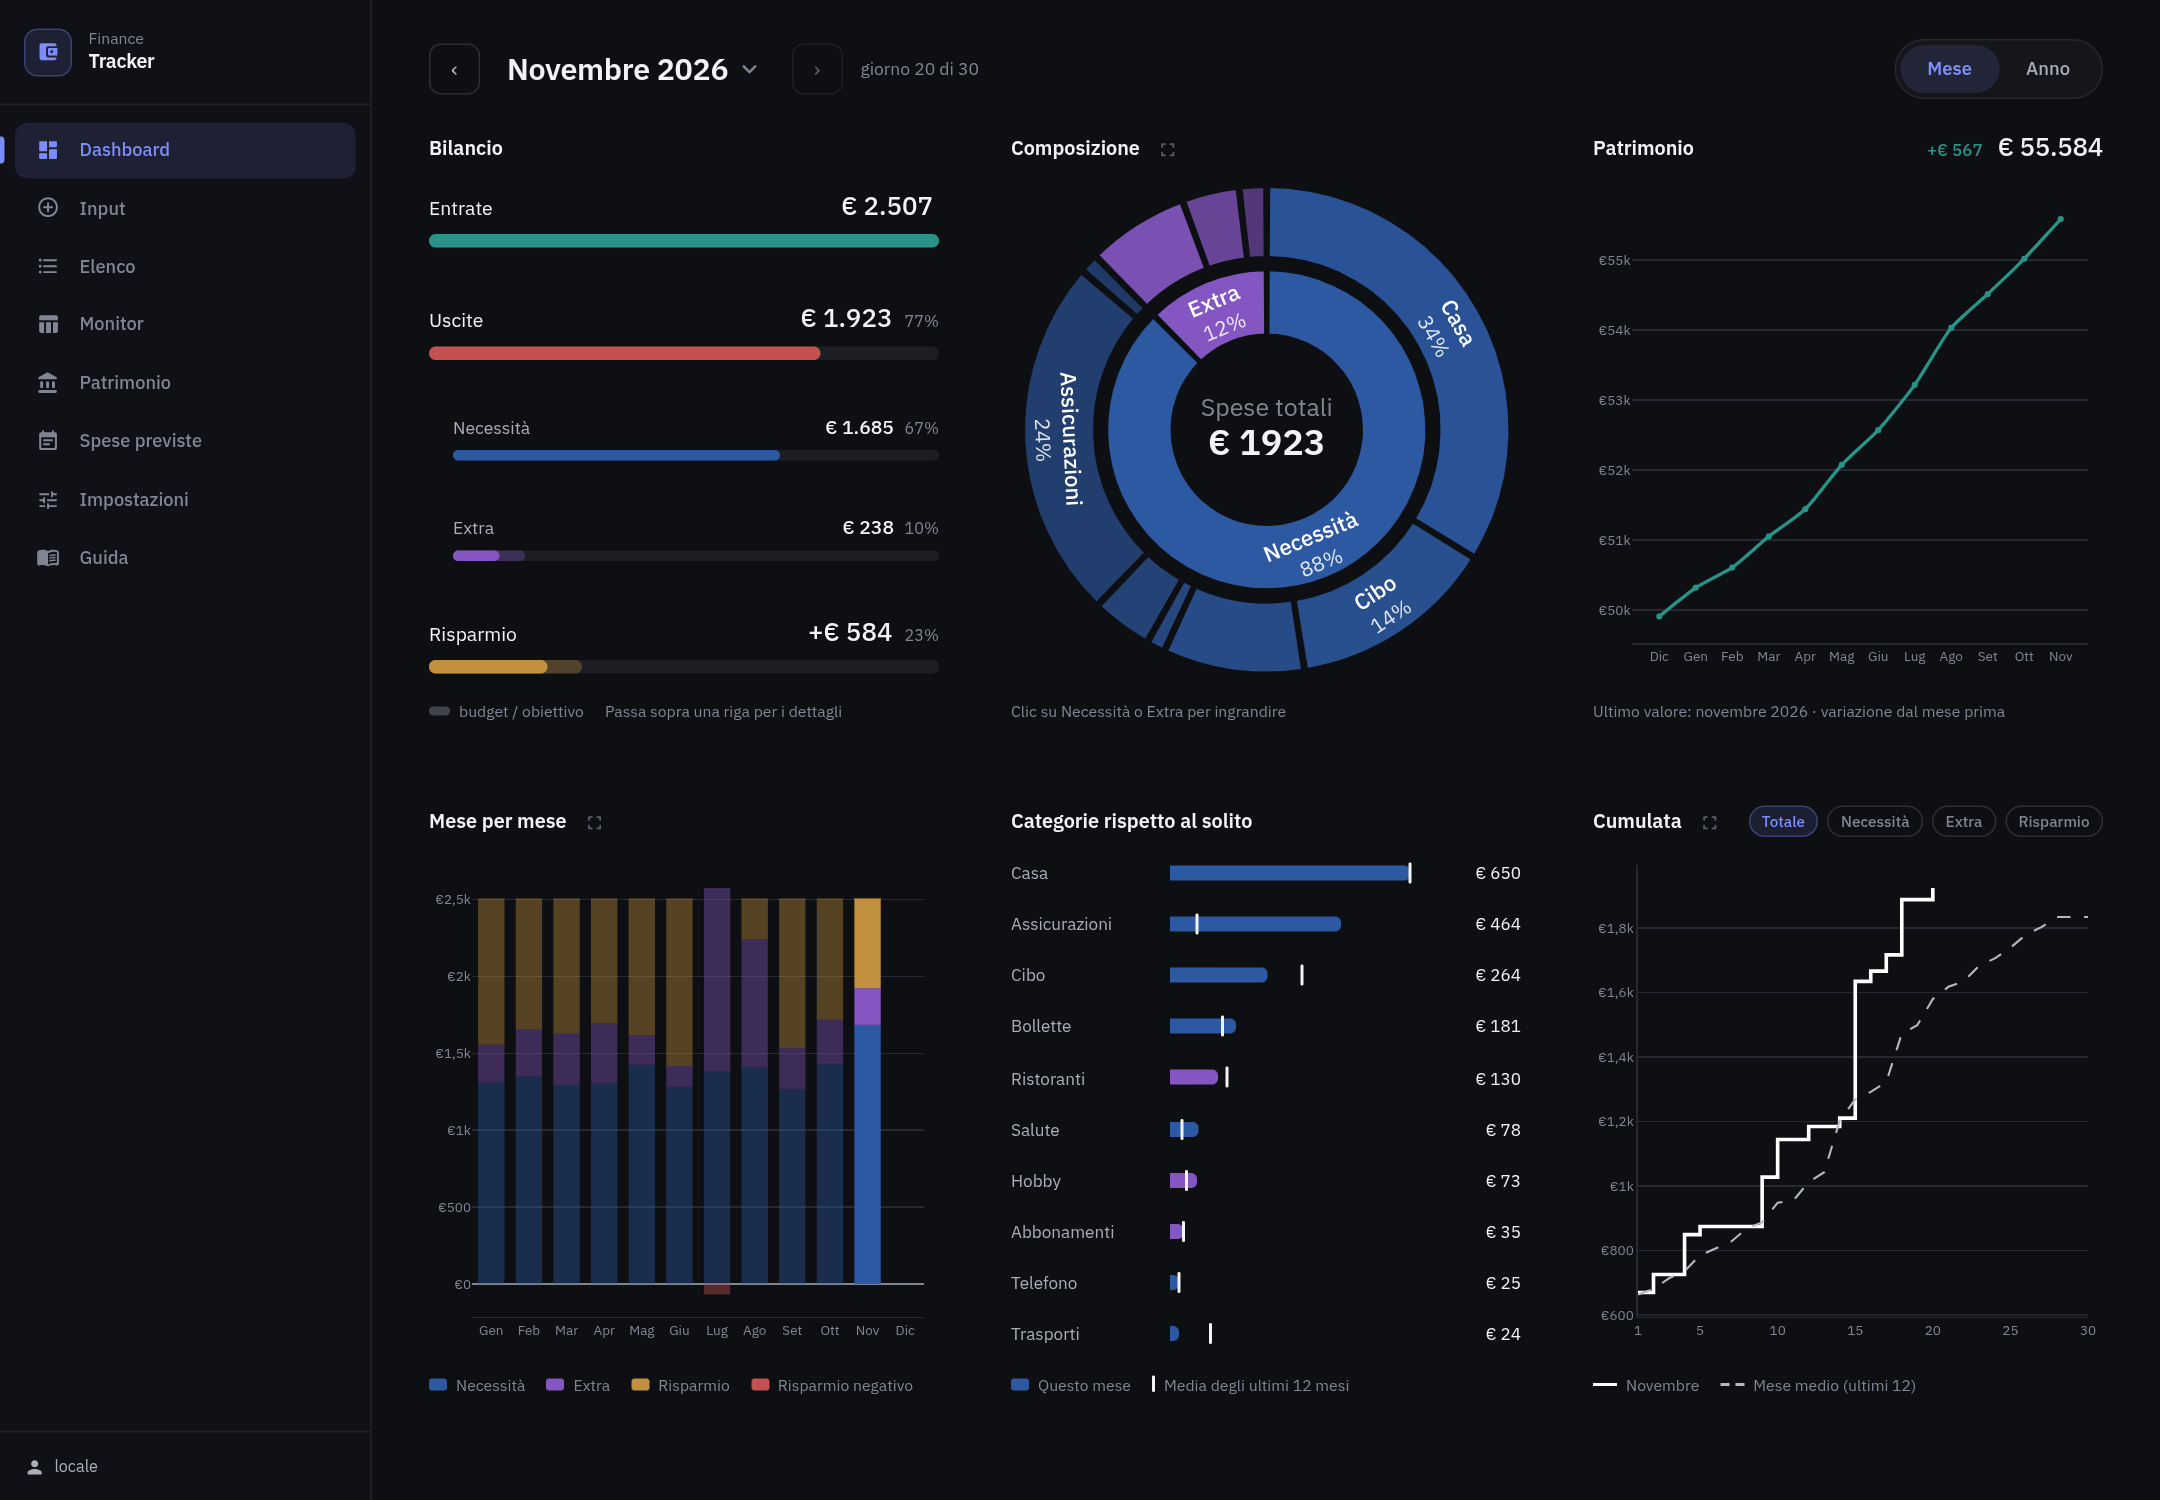 Finance
Tracker
Dashboard
Input
Elenco
Monitor
Patrimonio
Spese previste
Impostazioni
Guida
locale
‹ Novembre 2026 › giorno 20 di 30
Mese Anno
Bilancio
Entrate € 2.507
Uscite € 1.923 77%
Necessità € 1.685 67%
Extra € 238 10%
Risparmio +€ 584 23%
budget / obiettivo Passa sopra una riga per i dettagli
Composizione
Extra
12%
Casa
34%
Assicurazioni
24%
Spese totali
€ 1923
Necessità
88%
Cibo
14%
Clic su Necessità o Extra per ingrandire
Patrimonio +€ 567 € 55.584
€55k
€54k
€53k
€52k
€51k
€50k
Dic Gen Feb Mar Apr Mag Giu Lug Ago Set Ott Nov
Ultimo valore: novembre 2026 · variazione dal mese prima
Mese per mese
€2,5k
€2k
€1,5k
€1k
€500
€0
Gen Feb Mar Apr Mag Giu Lug Ago Set Ott Nov Dic
Necessità Extra Risparmio Risparmio negativo
Categorie rispetto al solito
Casa € 650
Assicurazioni € 464
Cibo € 264
Bollette € 181
Ristoranti € 130
Salute € 78
Hobby € 73
Abbonamenti € 35
Telefono € 25
Trasporti € 24
Questo mese Media degli ultimi 12 mesi
Cumulata Totale Necessità Extra Risparmio
€1,8k
€1,6k
€1,4k
€1,2k
€1k
€800
€600
1 5 10 15 20 25 30
Novembre Mese medio (ultimi 12)